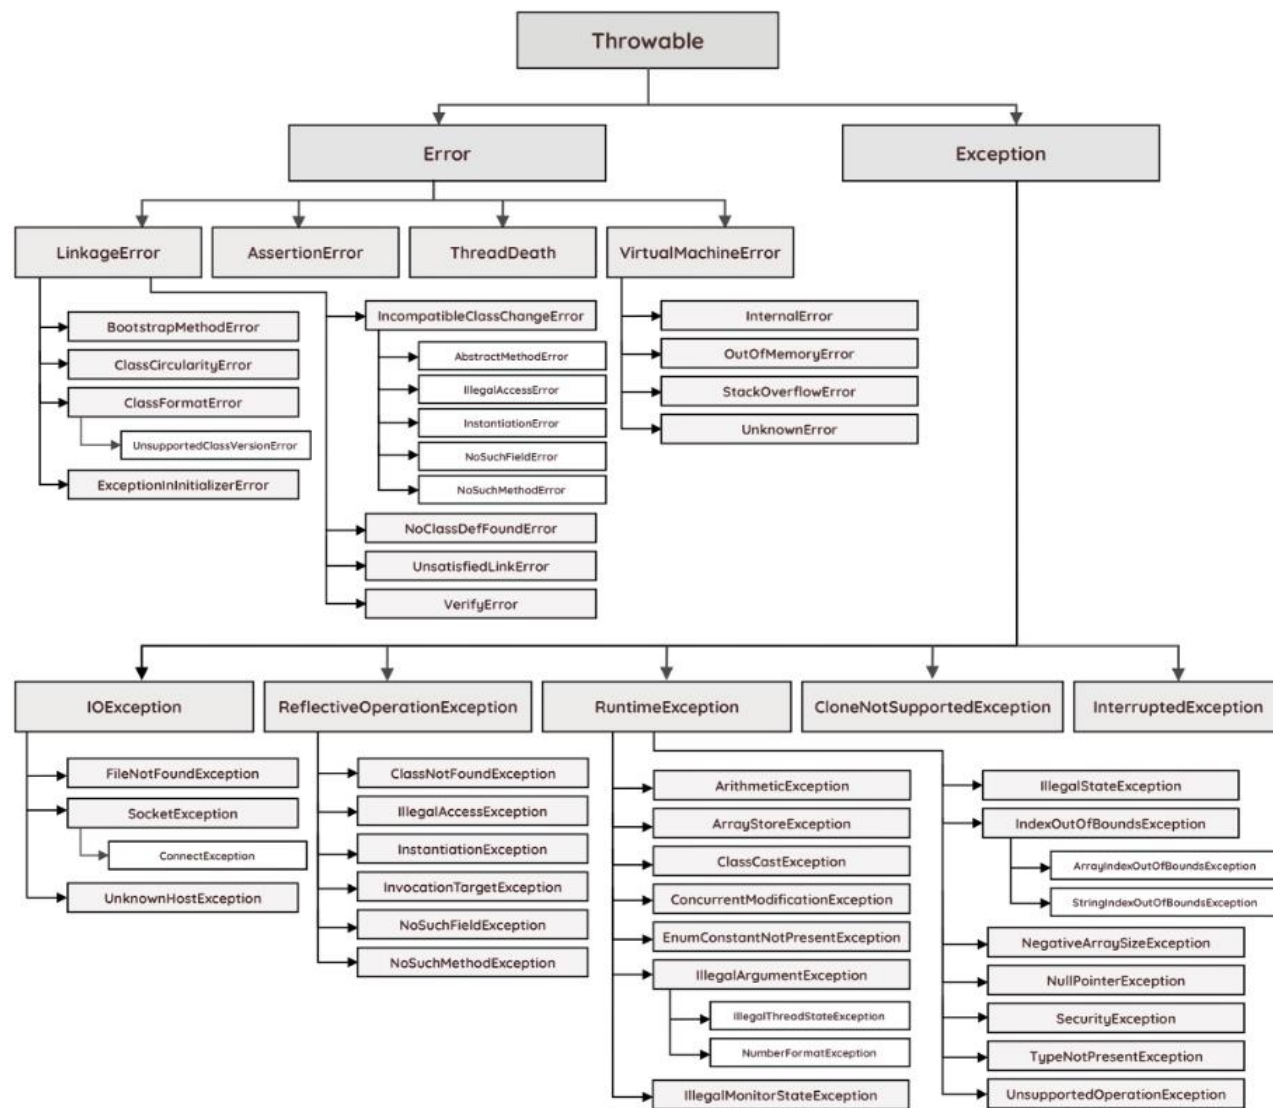 Throwable
Error
Exception
LinkageError
AssertionError
ThreadDeath
VirtualMachineError
BootstrapMethodError
ClassCircularityError
ClassFormatError
UnsupportedClassVersionError
ExceptionInInitializerError
IncompatibleClassChangeError
AbstractMethodError
IllegalAccessError
InstantiationError
NoSuchFieldError
NoSuchMethodError
NoClassDefFoundError
UnsatisfiedLinkError
VerifyError
InternalError
OutOfMemoryError
StackOverflowError
UnknownError
IOException
ReflectiveOperationException
RuntimeException
CloneNotSupportedException
InterruptedException
FileNotFoundException
SocketException
ConnectException
UnknownHostException
ClassNotFoundException
IllegalAccessException
InstantiationException
InvocationTargetException
NoSuchFieldException
NoSuchMethodException
ArithmeticException
ArrayStoreException
ClassCastException
ConcurrentModificationException
EnumConstantNotPresentException
IllegalArgumentException
IllegalThreadStateException
NumberFormatException
IllegalMonitorStateException
IllegalStateException
IndexOutOfBoundsException
ArrayIndexOutOfBoundsException
StringIndexOutOfBoundsException
NegativeArraySizeException
NullPointerException
SecurityException
TypeNotPresentException
UnsupportedOperationException